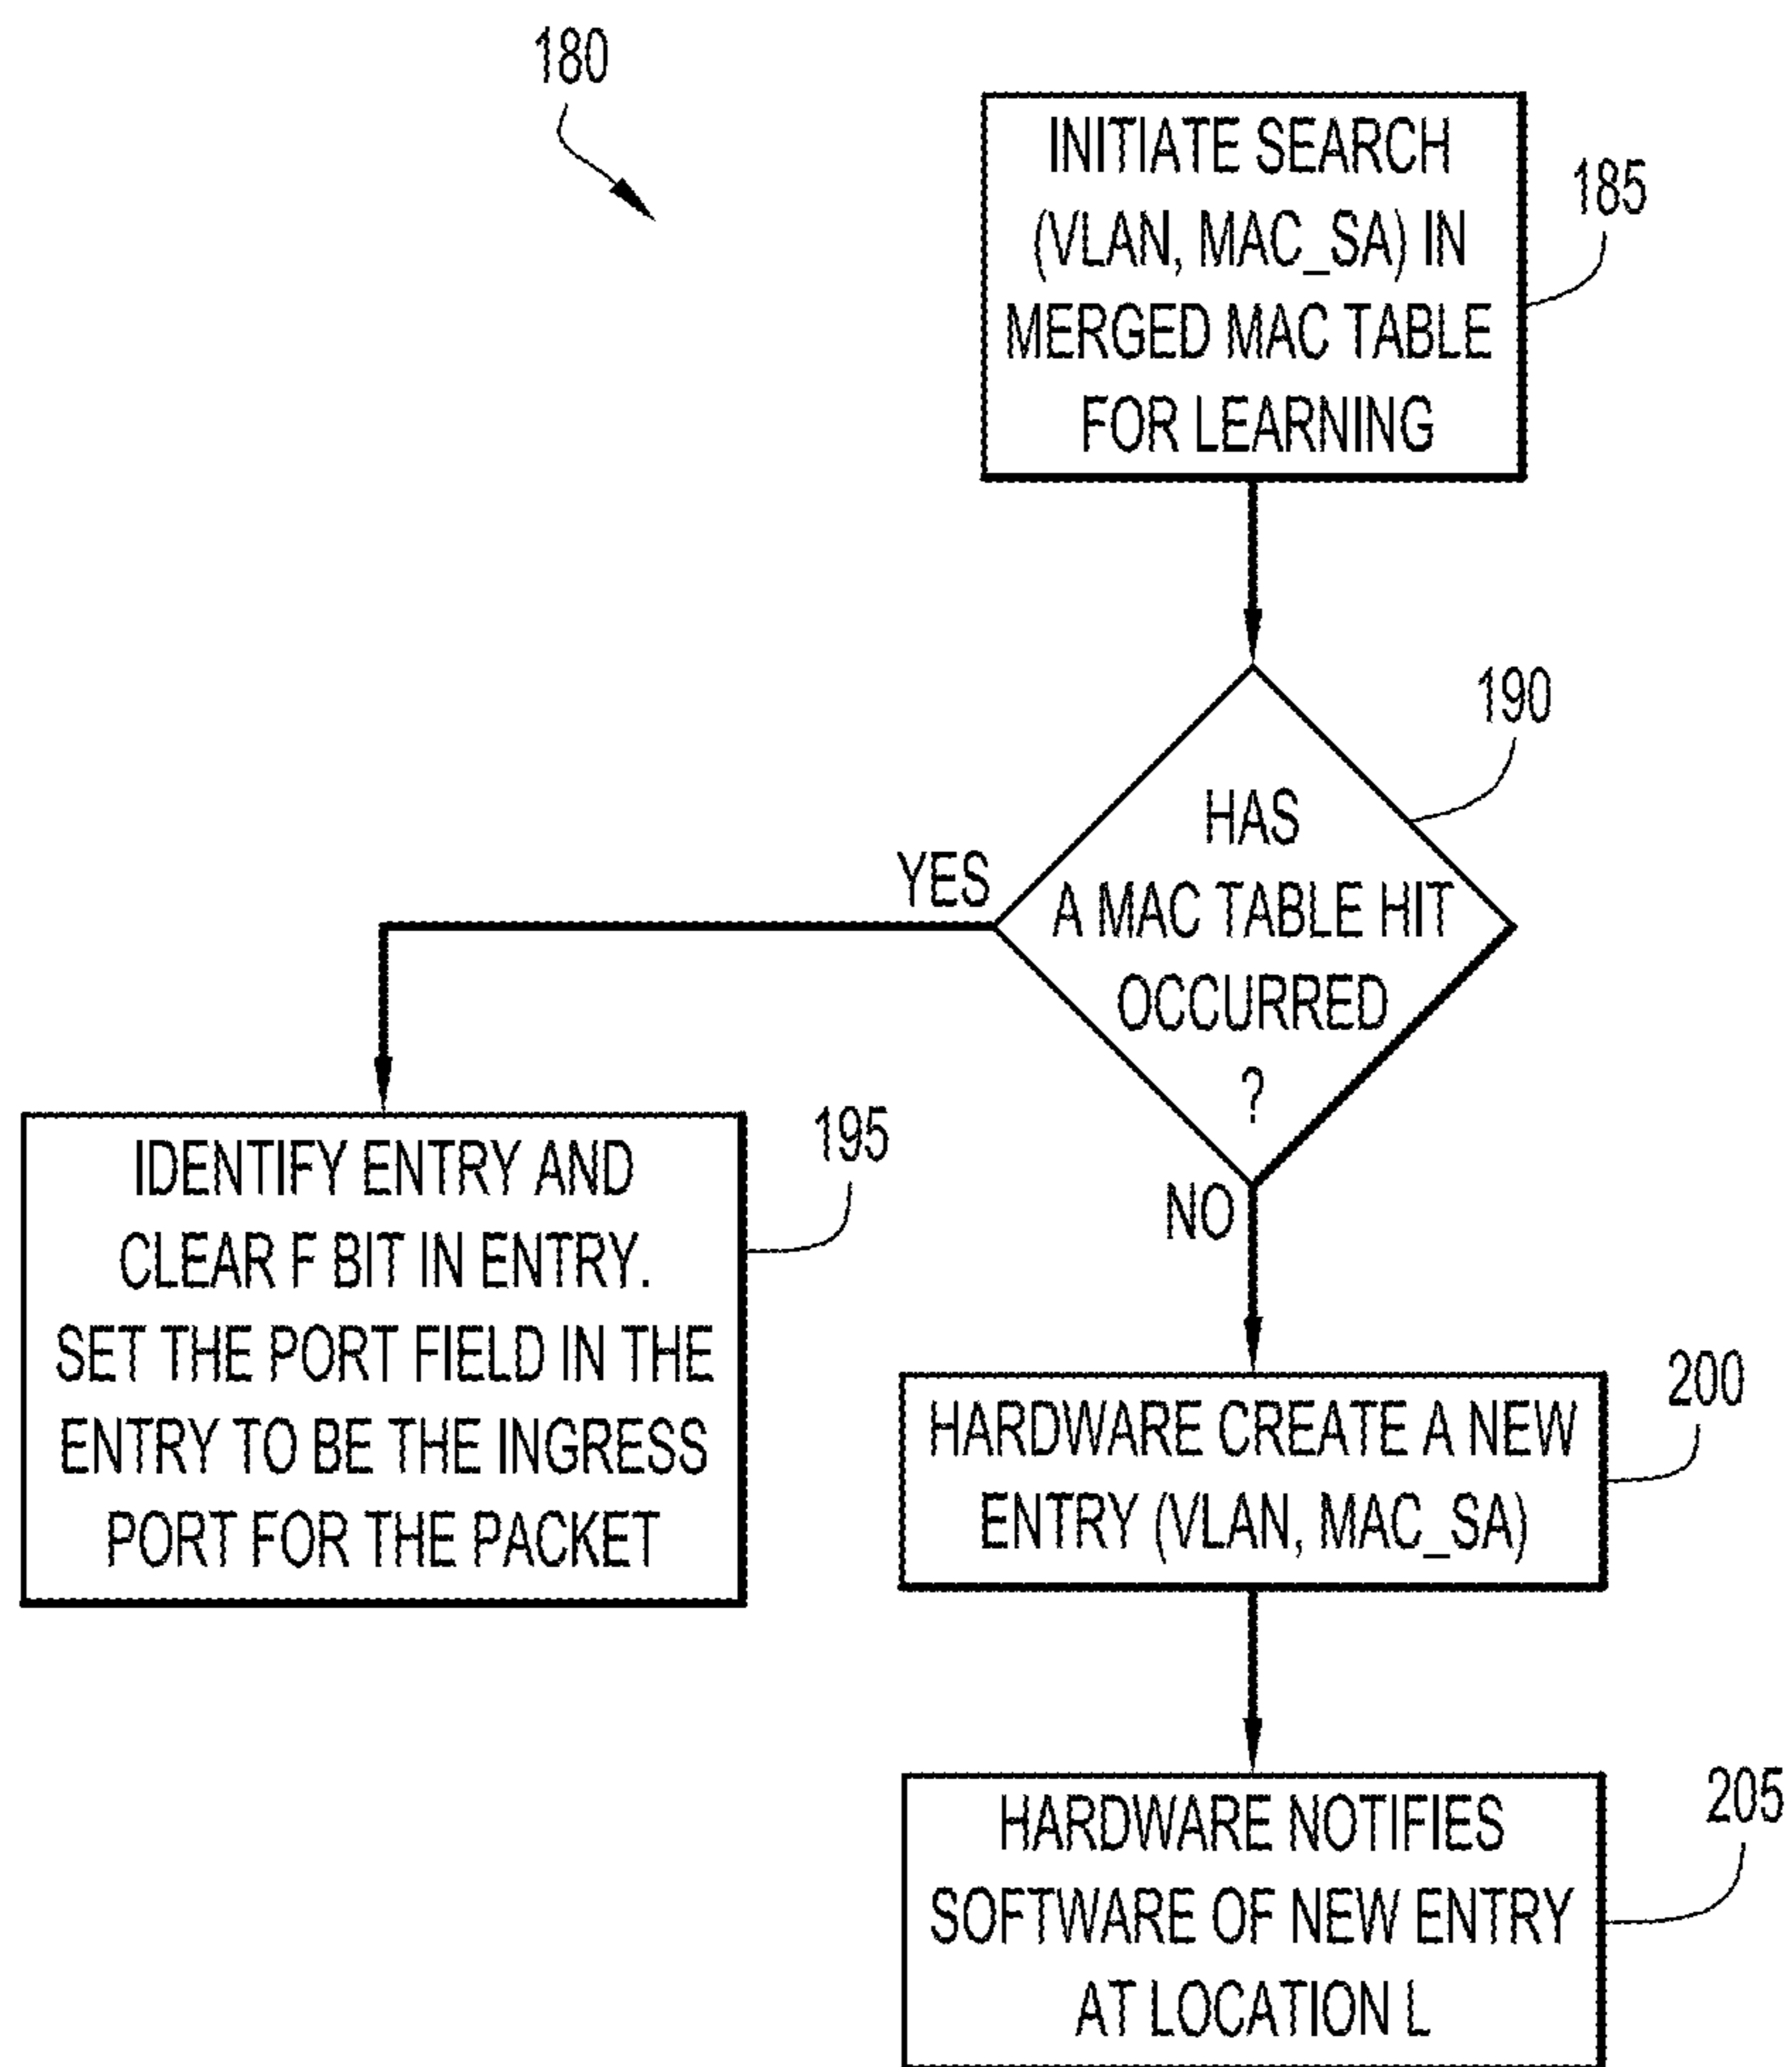 180
INITIATE SEARCH
(VLAN, MAC_SA) IN
MERGED MAC TABLE
FOR LEARNING
185
190
HAS
A MAC TABLE HIT
OCCURRED
?
YES
NO
IDENTIFY ENTRY AND
CLEAR F BIT IN ENTRY.
SET THE PORT FIELD IN THE
ENTRY TO BE THE INGRESS
PORT FOR THE PACKET
195
HARDWARE CREATE A NEW
ENTRY (VLAN, MAC_SA)
200
HARDWARE NOTIFIES
SOFTWARE OF NEW ENTRY
AT LOCATION L
205